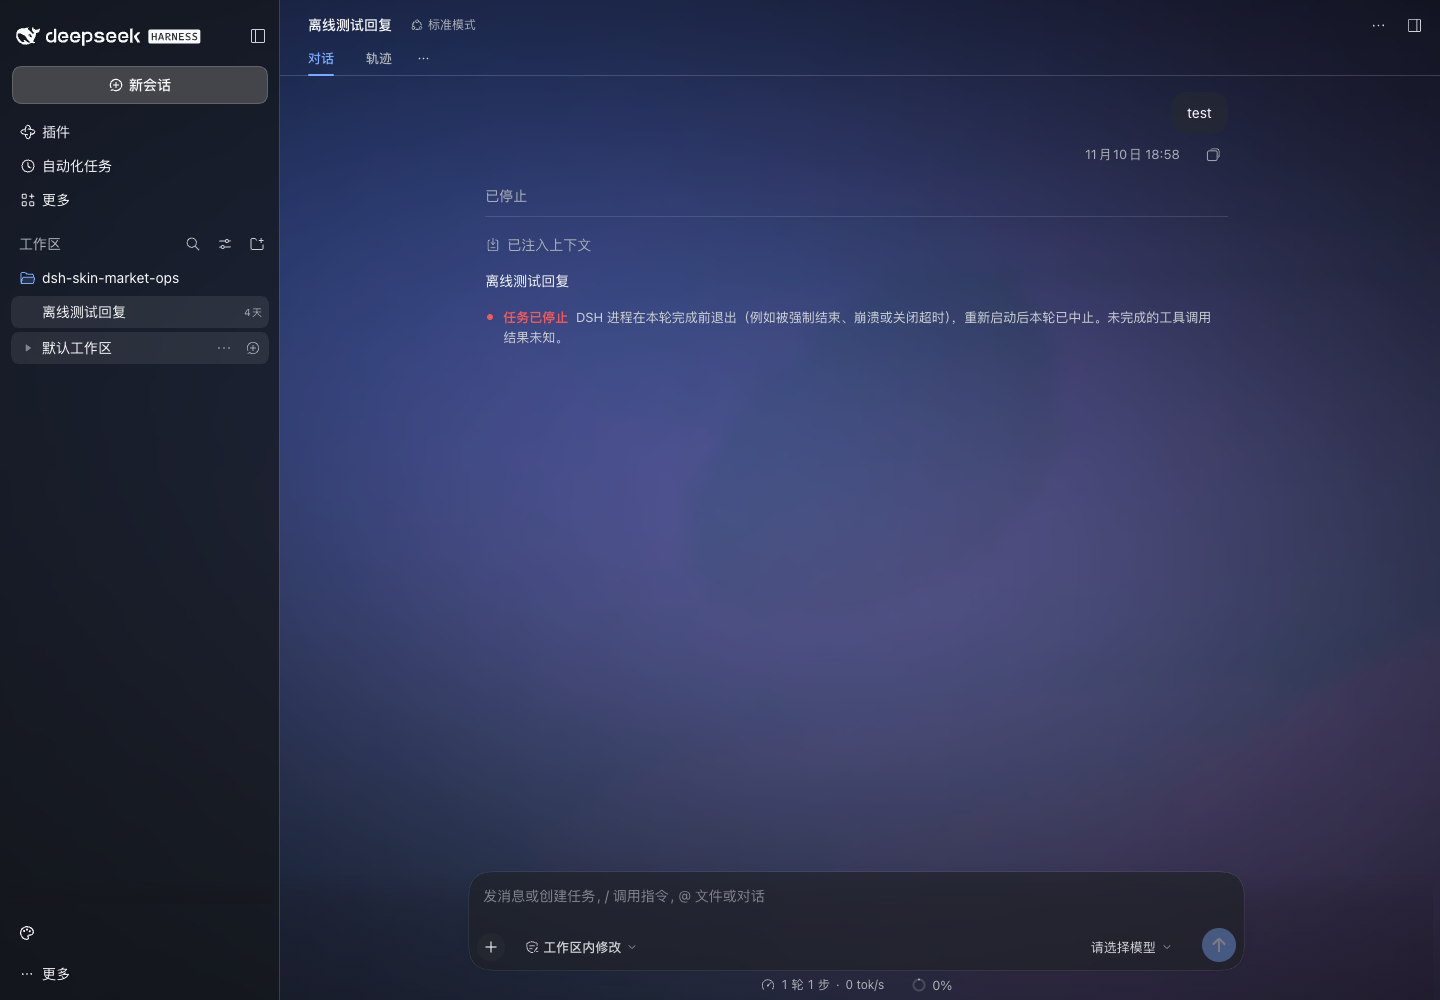 deepseek HARNESS
新会话
插件
自动化任务
更多
工作区
dsh-skin-market-ops
离线测试回复 4天
默认工作区
更多
离线测试回复 标准模式
对话 轨迹
test
11月10日 18:58
已停止
已注入上下文
离线测试回复
任务已停止 DSH 进程在本轮完成前退出（例如被强制结束、崩溃或关闭超时），重新启动后本轮已中止。未完成的工具调用
结果未知。
发消息或创建任务, / 调用指令, @ 文件或对话
工作区内修改 请选择模型
1 轮 1 步 · 0 tok/s 0%